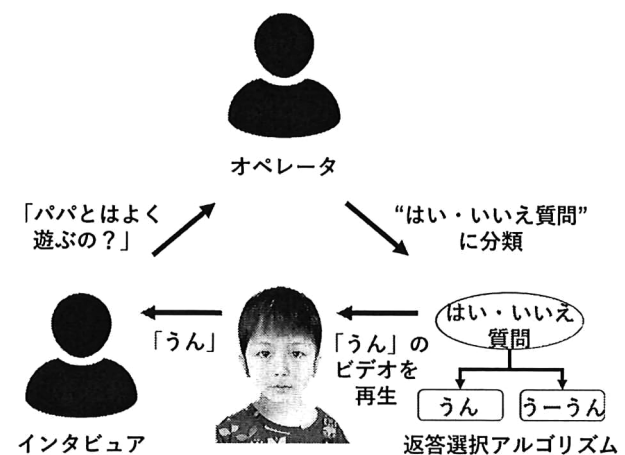 オペレータ
「パパとはよく
遊ぶの？」
“はい・いいえ質問”
に分類
「うん」
「うん」の
ビデオを
再生
はい・いいえ
質問
うん
うーうん
インタビュア
返答選択アルゴリズム